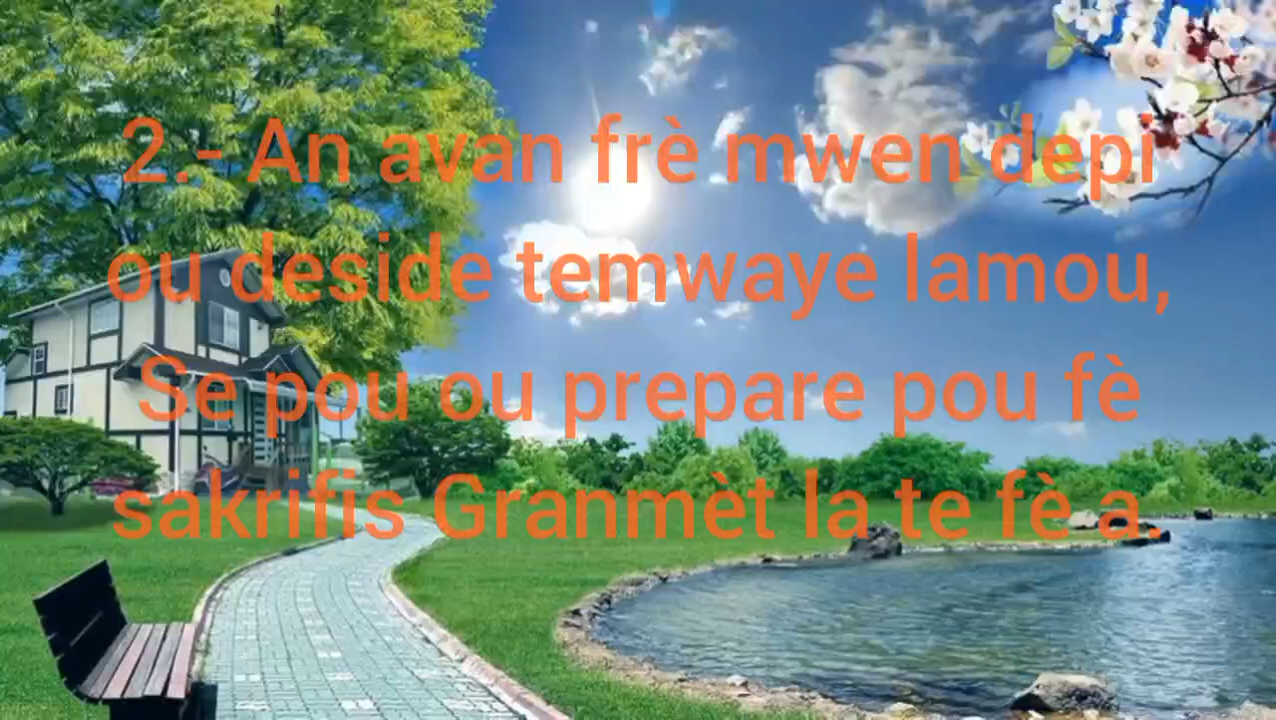 2.- An avan frè mwen depi
ou deside temwaye lamou,
Se pou ou prepare pou fè
sakrifis Granmèt la te fè a.